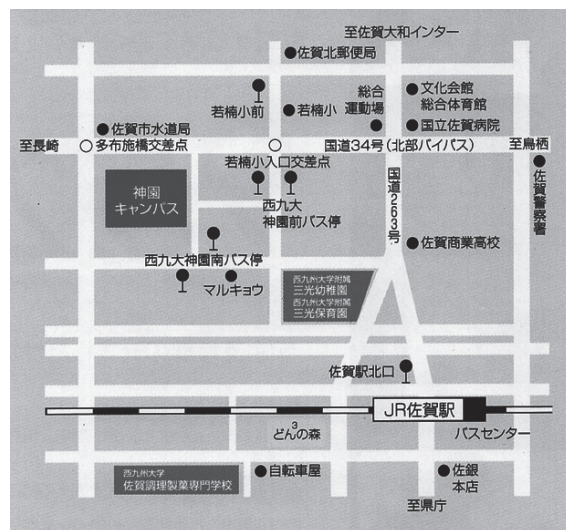 至佐賀大和インター
佐賀北郵便局
若楠小前
若楠小
総合
運動場
文化会館
総合体育館
国立佐賀病院
佐賀市水道局
至長崎
多布施橋交差点
国道34号(北部バイパス)
至鳥栖
若楠小入口交差点
神園
キャンパス
西九大
神園前バス停
国道263号
佐賀警察署
西九大神園南バス停
マルキョウ
佐賀商業高校
西九州大学附属
三光幼稚園
西九州大学附属
三光保育園
佐賀駅北口
JR佐賀駅
バスセンター
どん3の森
西九州大学
佐賀調理製菓専門学校
自転車屋
佐銀
本店
至県庁